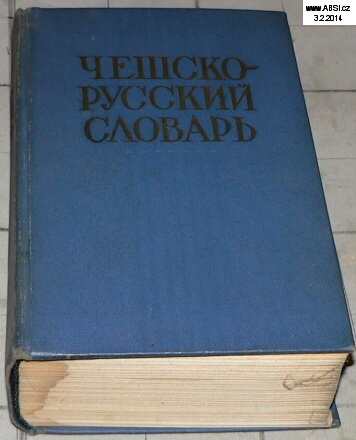 www.ABSI.cz
3.2.2014
ЧЕШСКО-
РУССКИЙ
СЛОВАРЬ